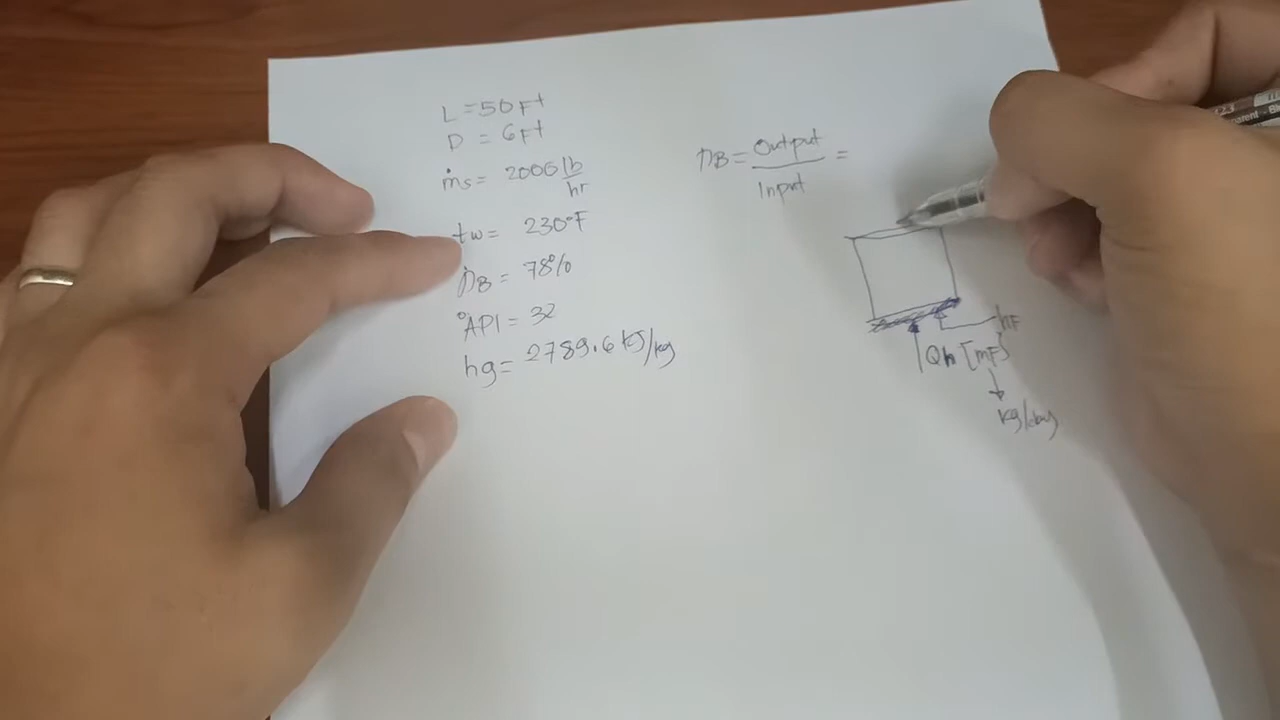 L = 50 Ft
D = 6 Ft
ṁs = 2000 lb/hr
tw = 230°F
ηB = 78%
°API = 32
hg = 2789.6 kJ/kg
ηB = Output/Input =
hF
Qh [mF]
kg/day